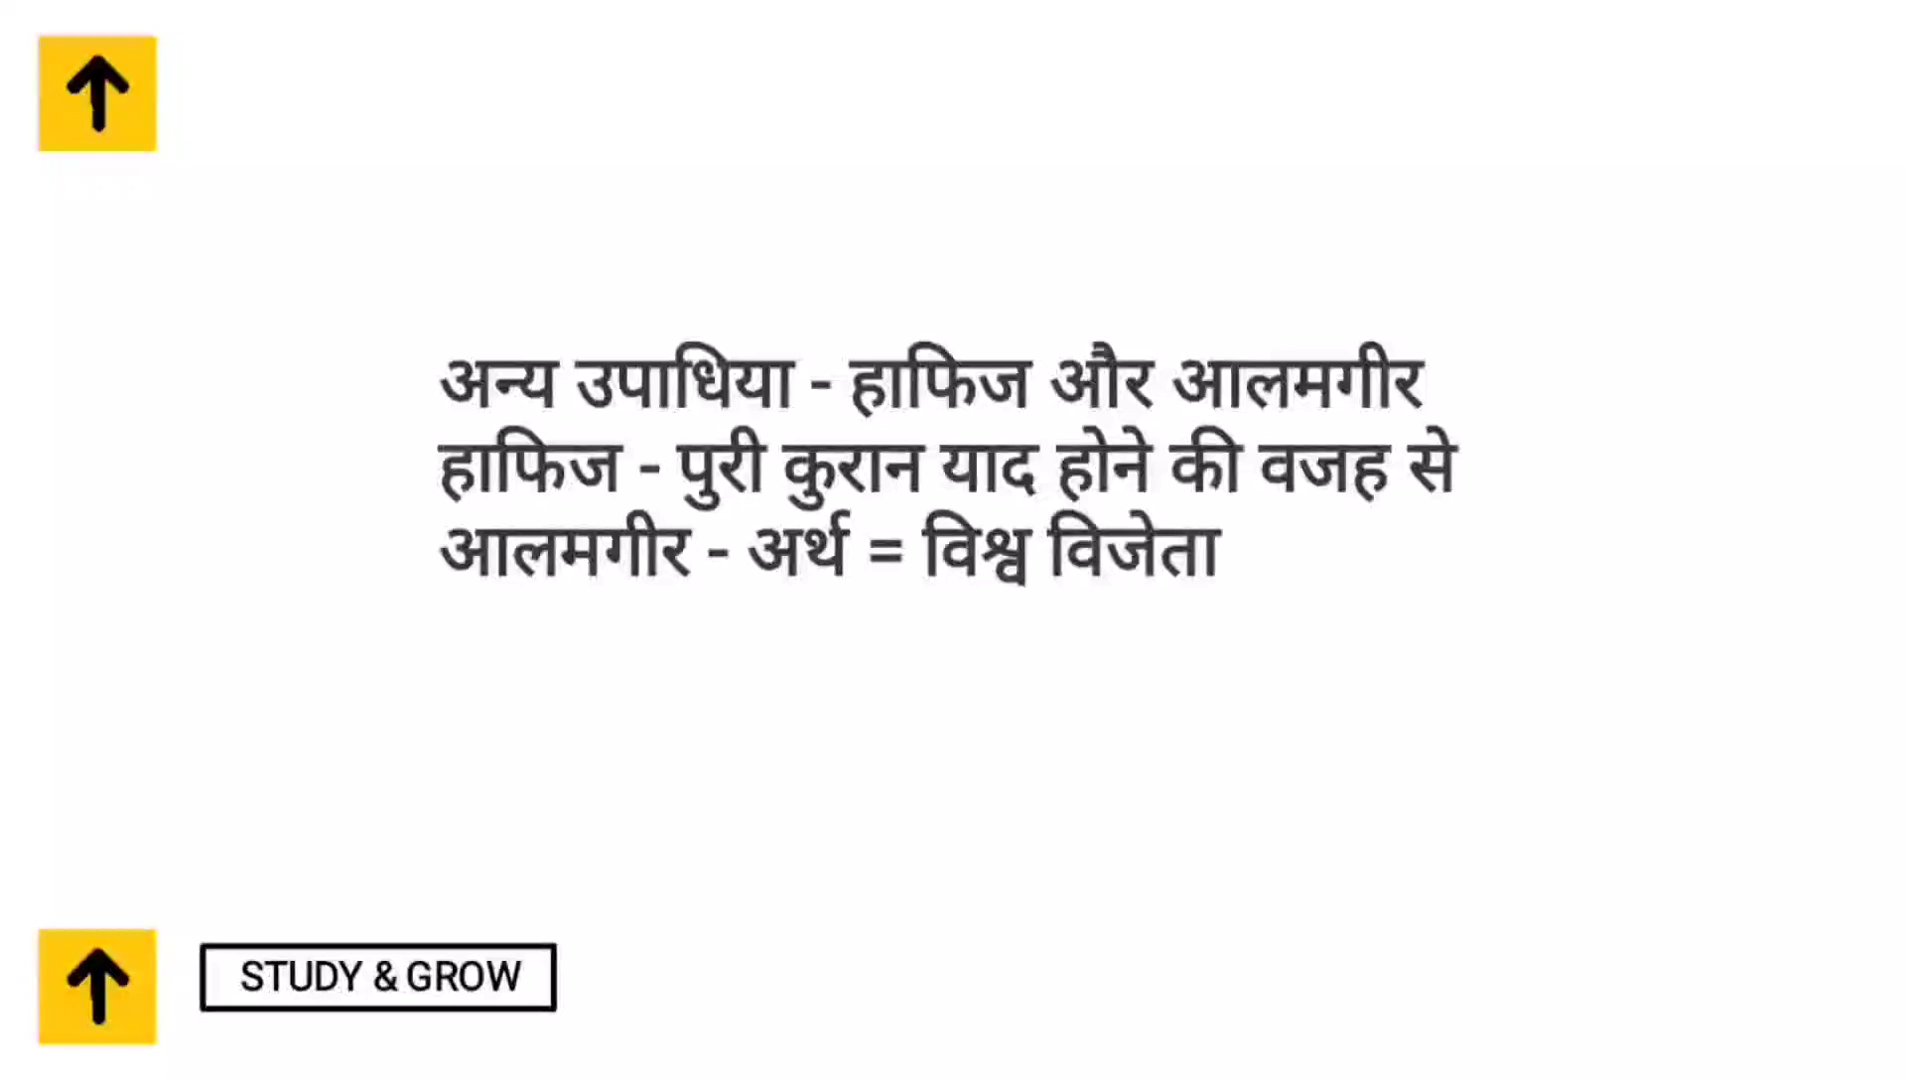 अन्य उपाधिया - हाफिज और आलमगीर
हाफिज - पुरी कुरान याद होने की वजह से
आलमगीर - अर्थ = विश्व विजेता
STUDY & GROW